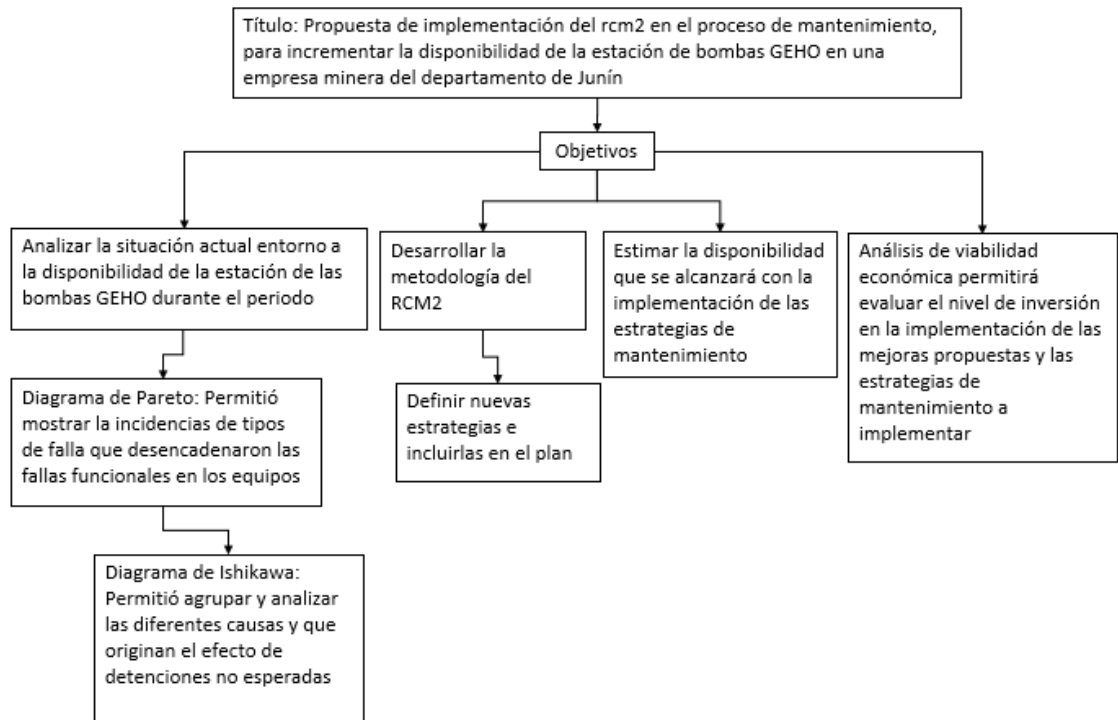 Título: Propuesta de implementación del rcm2 en el proceso de mantenimiento,
para incrementar la disponibilidad de la estación de bombas GEHO en una
empresa minera del departamento de Junín
Objetivos
Analizar la situación actual entorno a
la disponibilidad de la estación de las
bombas GEHO durante el periodo
Desarrollar la
metodología del
RCM2
Estimar la disponibilidad
que se alcanzará con la
implementación de las
estrategias de
mantenimiento
Análisis de viabilidad
económica permitirá
evaluar el nivel de inversión
en la implementación de las
mejoras propuestas y las
estrategias de
mantenimiento a
implementar
Diagrama de Pareto: Permitió
mostrar la incidencias de tipos
de falla que desencadenaron las
fallas funcionales en los equipos
Definir nuevas
estrategias e
incluirlas en el plan
Diagrama de Ishikawa:
Permitió agrupar y analizar
las diferentes causas y que
originan el efecto de
detenciones no esperadas